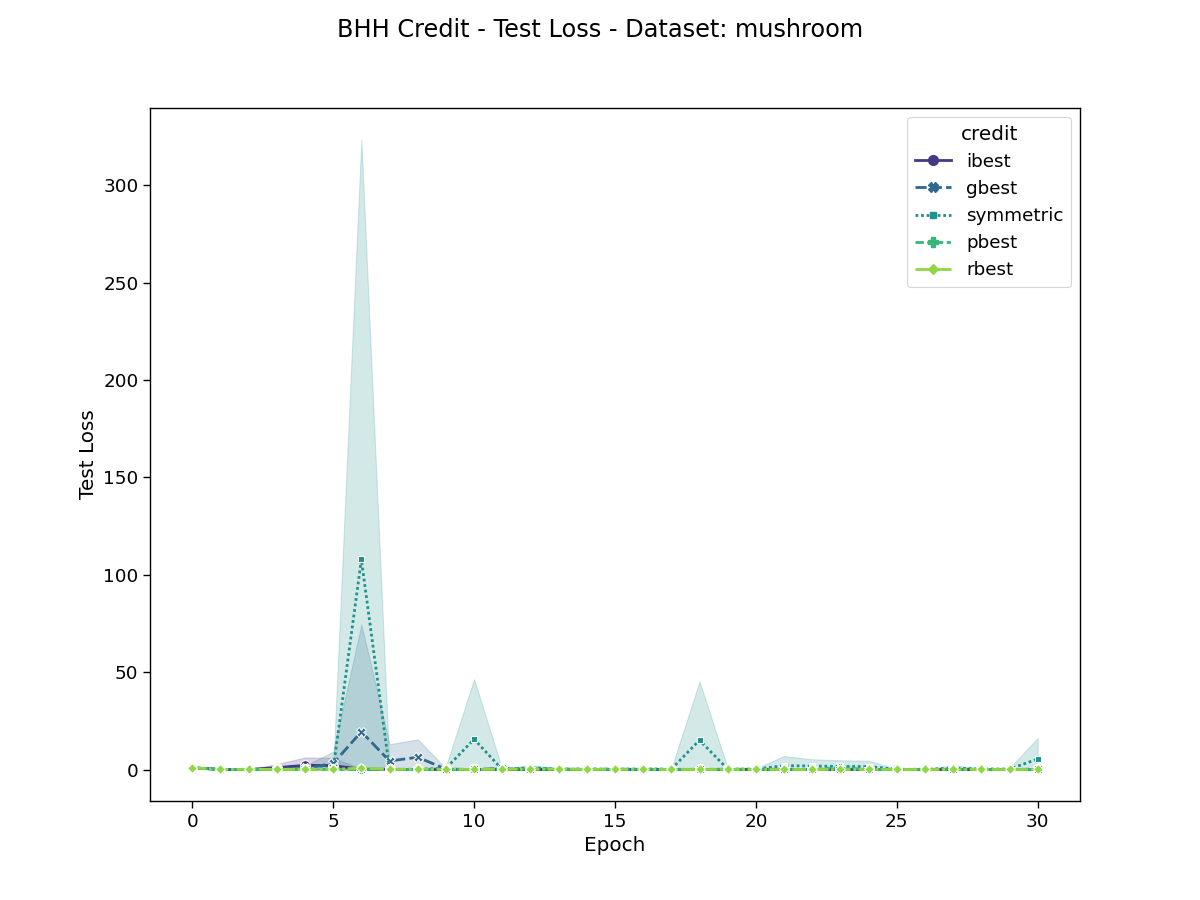 BHH Credit - Test Loss - Dataset: mushroom
credit
ibest
gbest
symmetric
pbest
rbest
Test Loss
300
250
200
150
100
50
0
0 5 10 15 20 25 30
Epoch